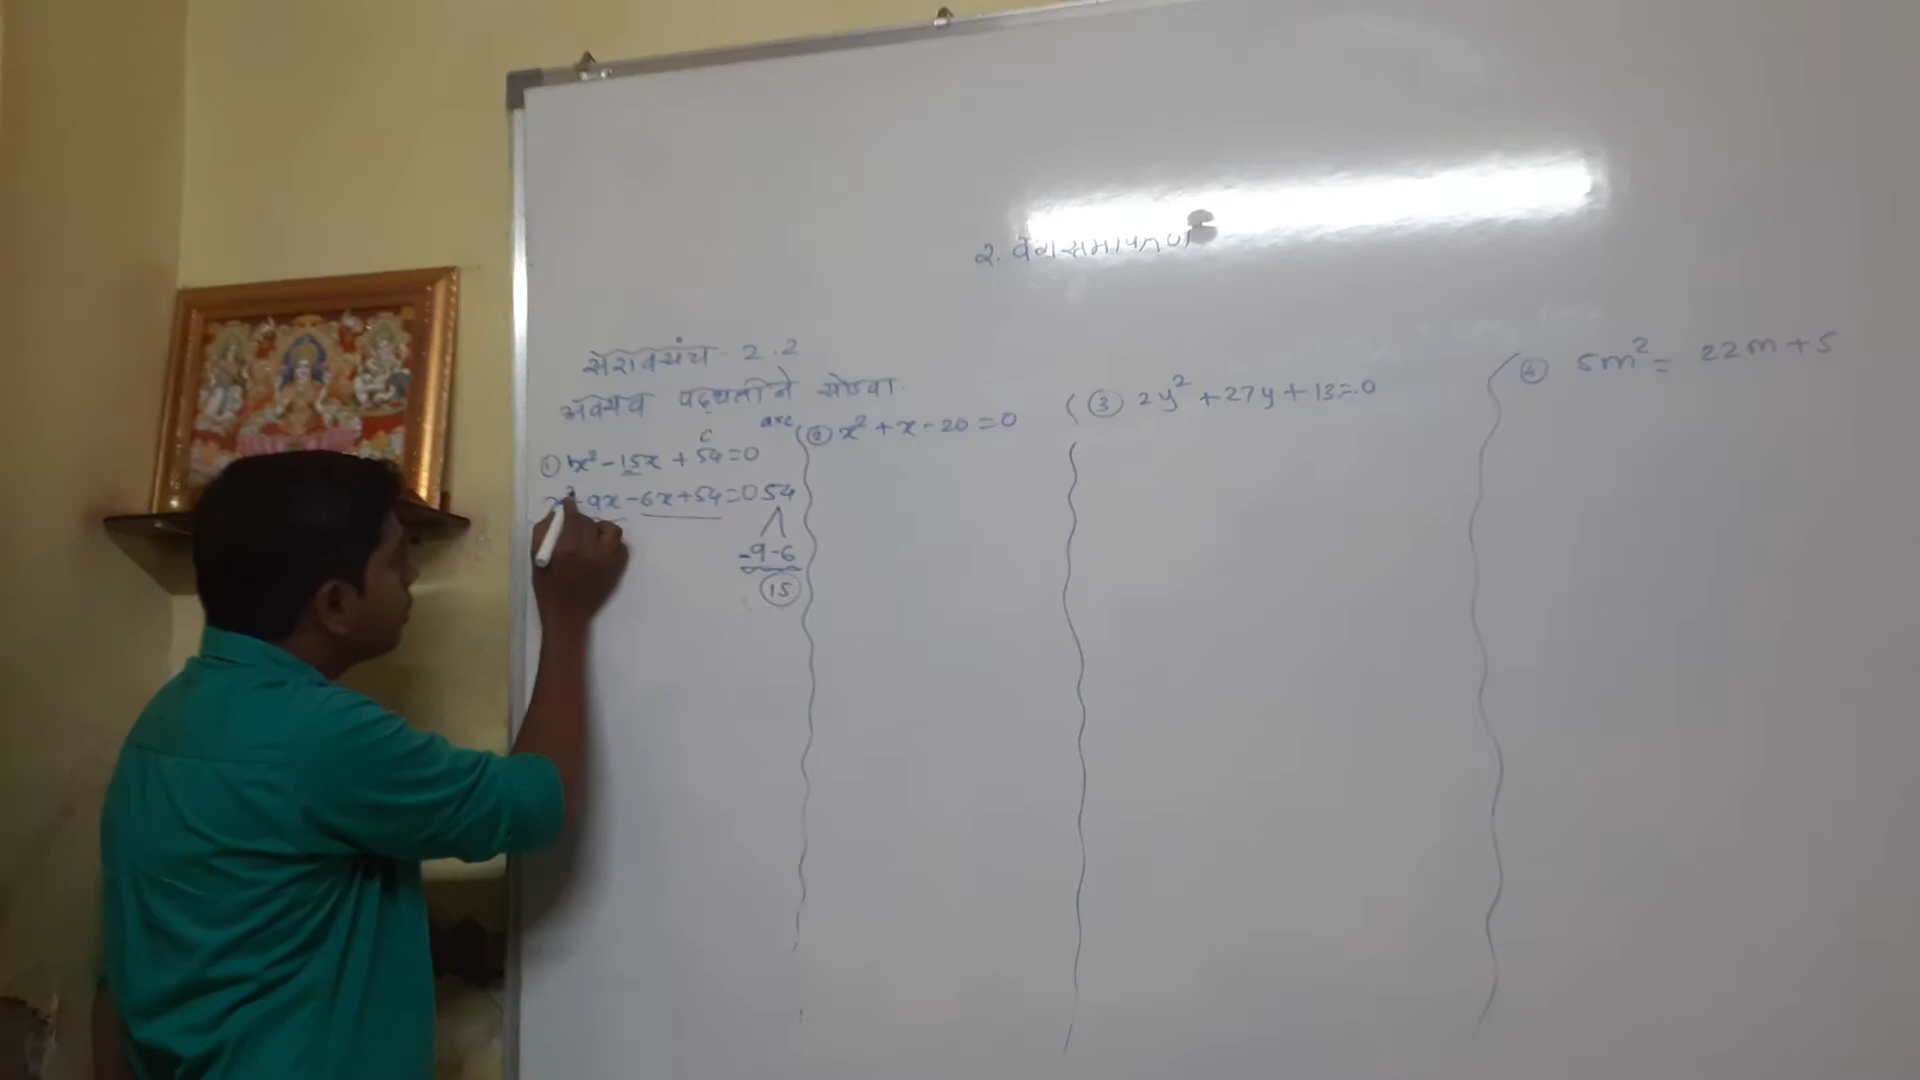 २. वर्गसमीकरण
सरावसंच - 2.2
अवयव पद्धतीने सोडवा.
a×c
c
① 1x² - 15x + 54 = 0
x² - 9x - 6x + 54 = 0
54
-9 -6
15
② x² + x - 20 = 0
③ 2y² + 27y + 13 = 0
④ 5m² = 22m + 5